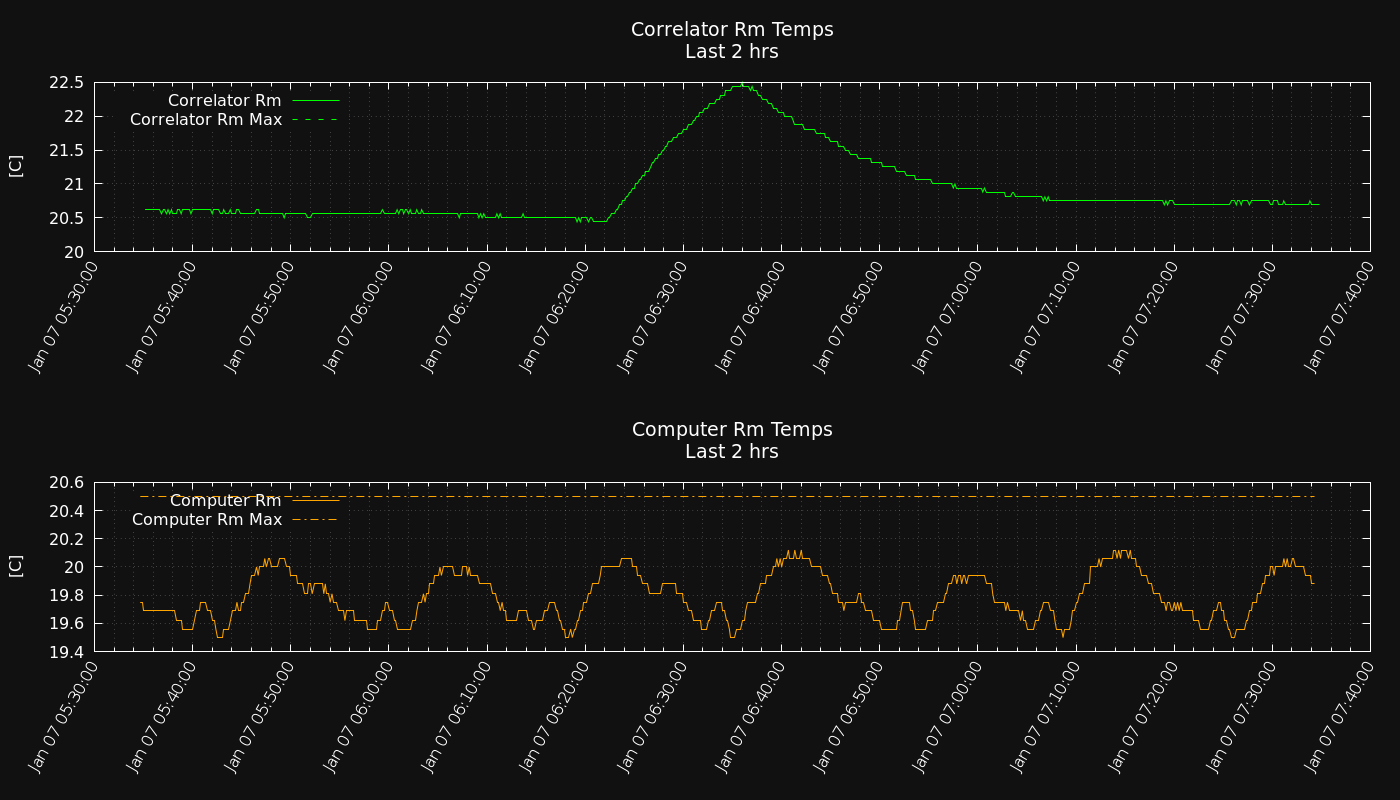 Correlator Rm Temps
Last 2 hrs
22.5
22
21.5
21
20.5
20
[C]
Correlator Rm
Correlator Rm Max
Jan 07 05:30:00
Jan 07 05:40:00
Jan 07 05:50:00
Jan 07 06:00:00
Jan 07 06:10:00
Jan 07 06:20:00
Jan 07 06:30:00
Jan 07 06:40:00
Jan 07 06:50:00
Jan 07 07:00:00
Jan 07 07:10:00
Jan 07 07:20:00
Jan 07 07:30:00
Jan 07 07:40:00
Computer Rm Temps
Last 2 hrs
20.6
20.4
20.2
20
19.8
19.6
19.4
[C]
Computer Rm
Computer Rm Max
Jan 07 05:30:00
Jan 07 05:40:00
Jan 07 05:50:00
Jan 07 06:00:00
Jan 07 06:10:00
Jan 07 06:20:00
Jan 07 06:30:00
Jan 07 06:40:00
Jan 07 06:50:00
Jan 07 07:00:00
Jan 07 07:10:00
Jan 07 07:20:00
Jan 07 07:30:00
Jan 07 07:40:00